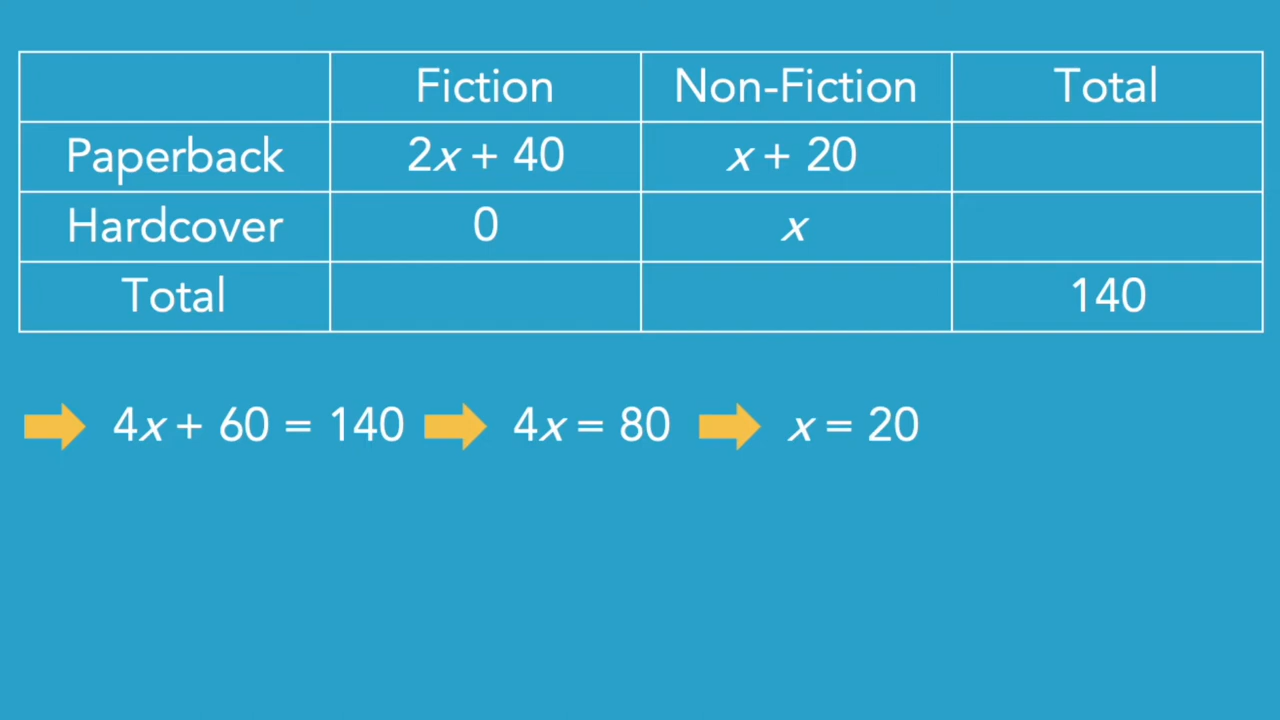 Fiction Non-Fiction Total
Paperback 2x + 40 x + 20
Hardcover 0 x
Total 140
4x + 60 = 140 4x = 80 x = 20